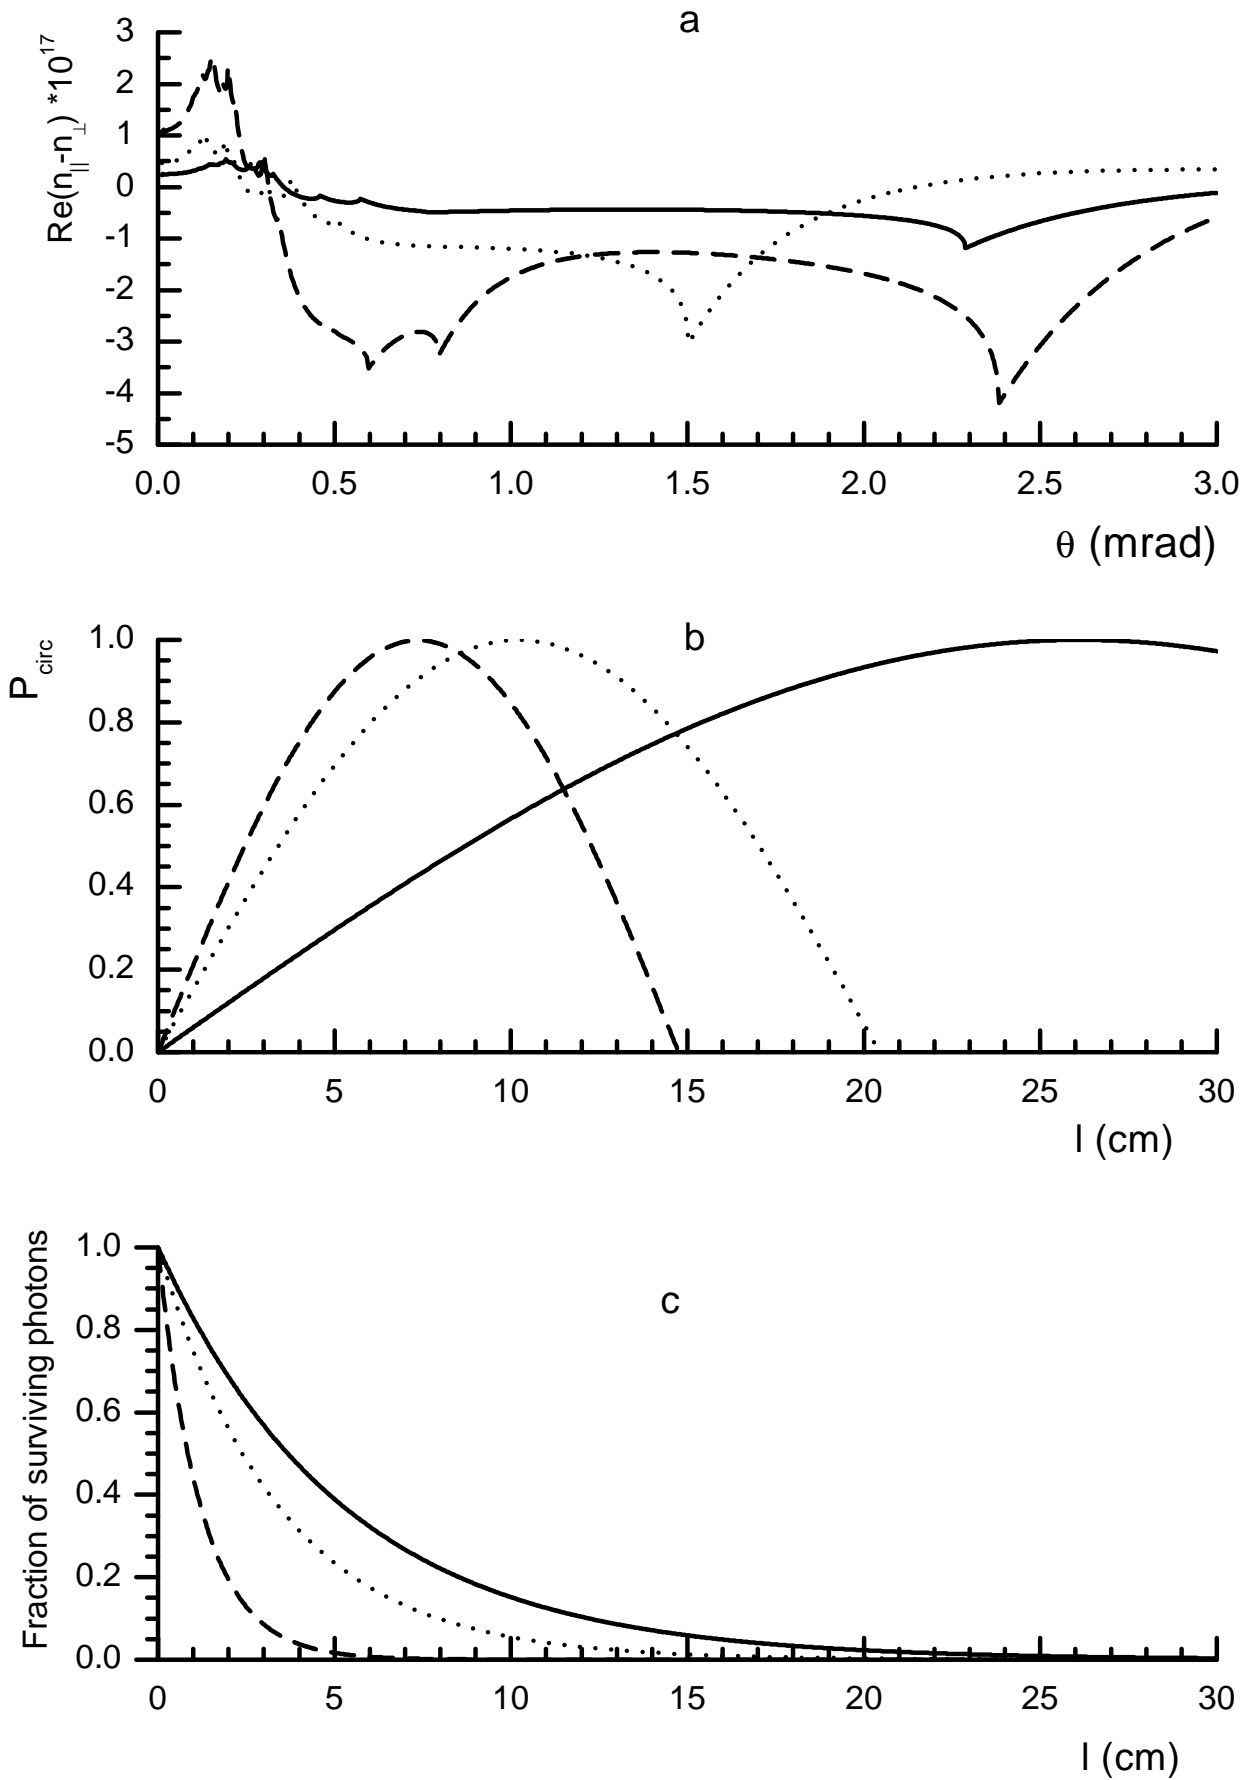 a
Re(n||-n⊥) *10^17
3
2
1
0
-1
-2
-3
-4
-5
0.0 0.5 1.0 1.5 2.0 2.5 3.0
θ (mrad)
b
P circ
1.0
0.8
0.6
0.4
0.2
0.0
0 5 10 15 20 25 30
l (cm)
c
Fraction of surviving photons
1.0
0.8
0.6
0.4
0.2
0.0
0 5 10 15 20 25 30
l (cm)